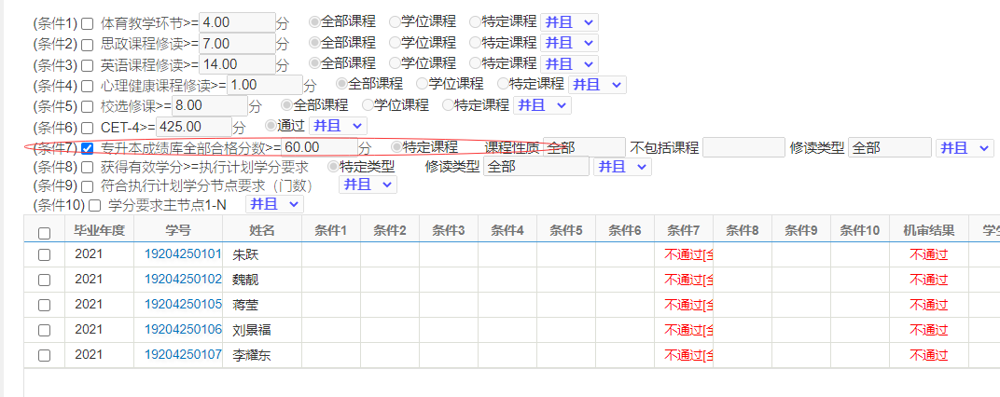 (条件1) 体育教学环节>=4.00分 全部课程 学位课程 特定课程 并且
(条件2) 思政课程修读>=7.00分 全部课程 学位课程 特定课程 并且
(条件3) 英语课程修读>=14.00分 全部课程 学位课程 特定课程 并且
(条件4) 心理健康课程修读>=1.00分 全部课程 学位课程 特定课程 并且
(条件5) 校选修课>=8.00分 全部课程 学位课程 特定课程 并且
(条件6) CET-4>=425.00分 通过 并且
(条件7) 专升本成绩库全部合格分数>=60.00分 特定课程 课程性质 全部 不包括课程 修读类型 全部 并且
(条件8) 获得有效学分>=执行计划学分要求 特定类型 修读类型 全部 并且
(条件9) 符合执行计划学分节点要求（门数） 并且
(条件10) 学分要求主节点1-N 并且
毕业年度 学号 姓名 条件1 条件2 条件3 条件4 条件5 条件6 条件7 条件8 条件9 条件10 机审结果 学
2021 19204250101 朱跃 不通过[全 不通过
2021 19204250102 魏靓 不通过[全 不通过
2021 19204250105 蒋莹 不通过[全 不通过
2021 19204250106 刘景福 不通过[全 不通过
2021 19204250107 李耀东 不通过[全 不通过